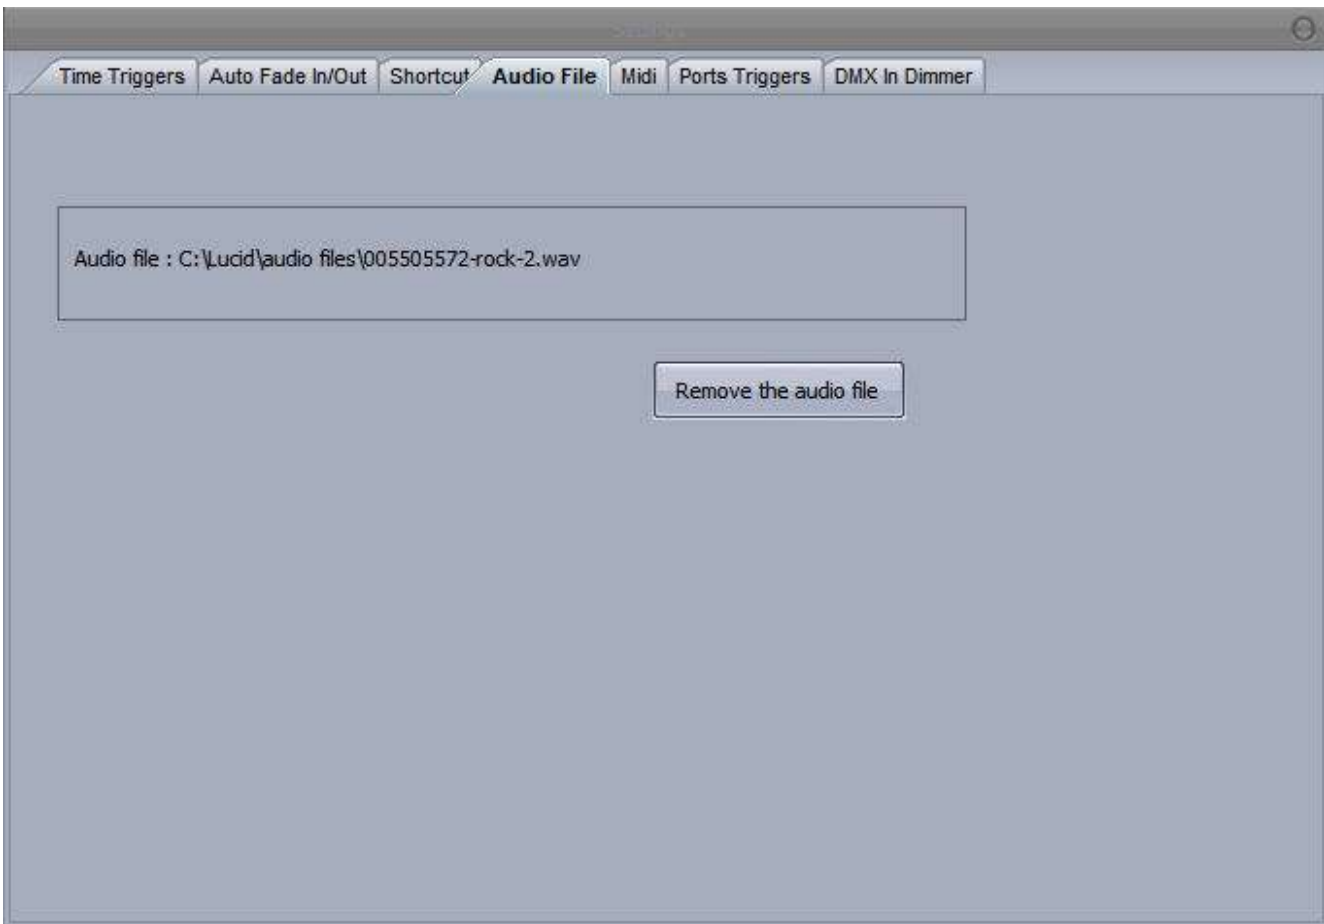 Time Triggers Auto Fade In/Out Shortcut Audio File Midi Ports Triggers DMX In Dimmer
Audio file : C:\Lucid\audio files\005505572-rock-2.wav
Remove the audio file